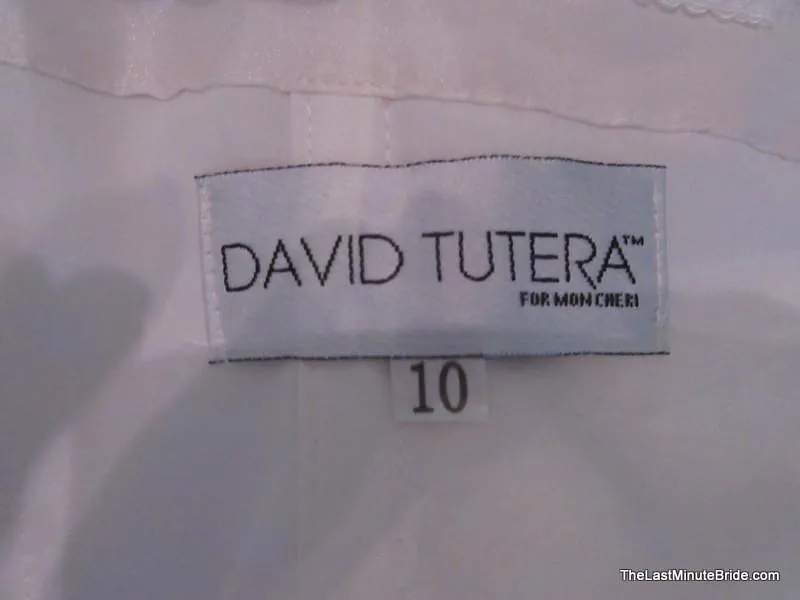 DAVID TUTERA™
FOR MON CHERI
10
TheLastMinuteBride.com